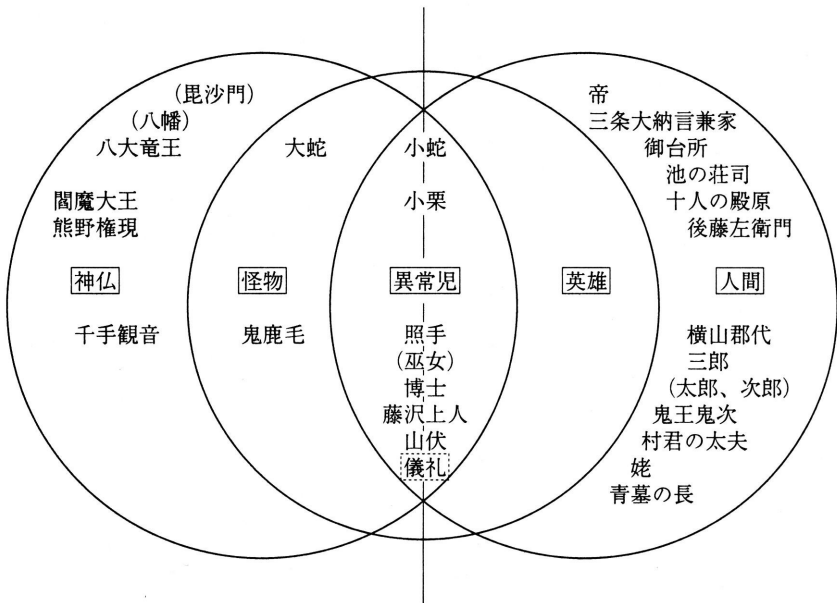 (毘沙門)
(八幡)
八大竜王
閻魔大王
熊野権現
神仏
千手観音
大蛇
怪物
鬼鹿毛
小蛇
小栗
異常児
照手
(巫女)
博士
藤沢上人
山伏
儀礼
英雄
帝
三条大納言兼家
御台所
池の荘司
十人の殿原
後藤左衛門
人間
横山郡代
三郎
(太郎、次郎)
鬼王鬼次
村君の太夫
姥
青墓の長